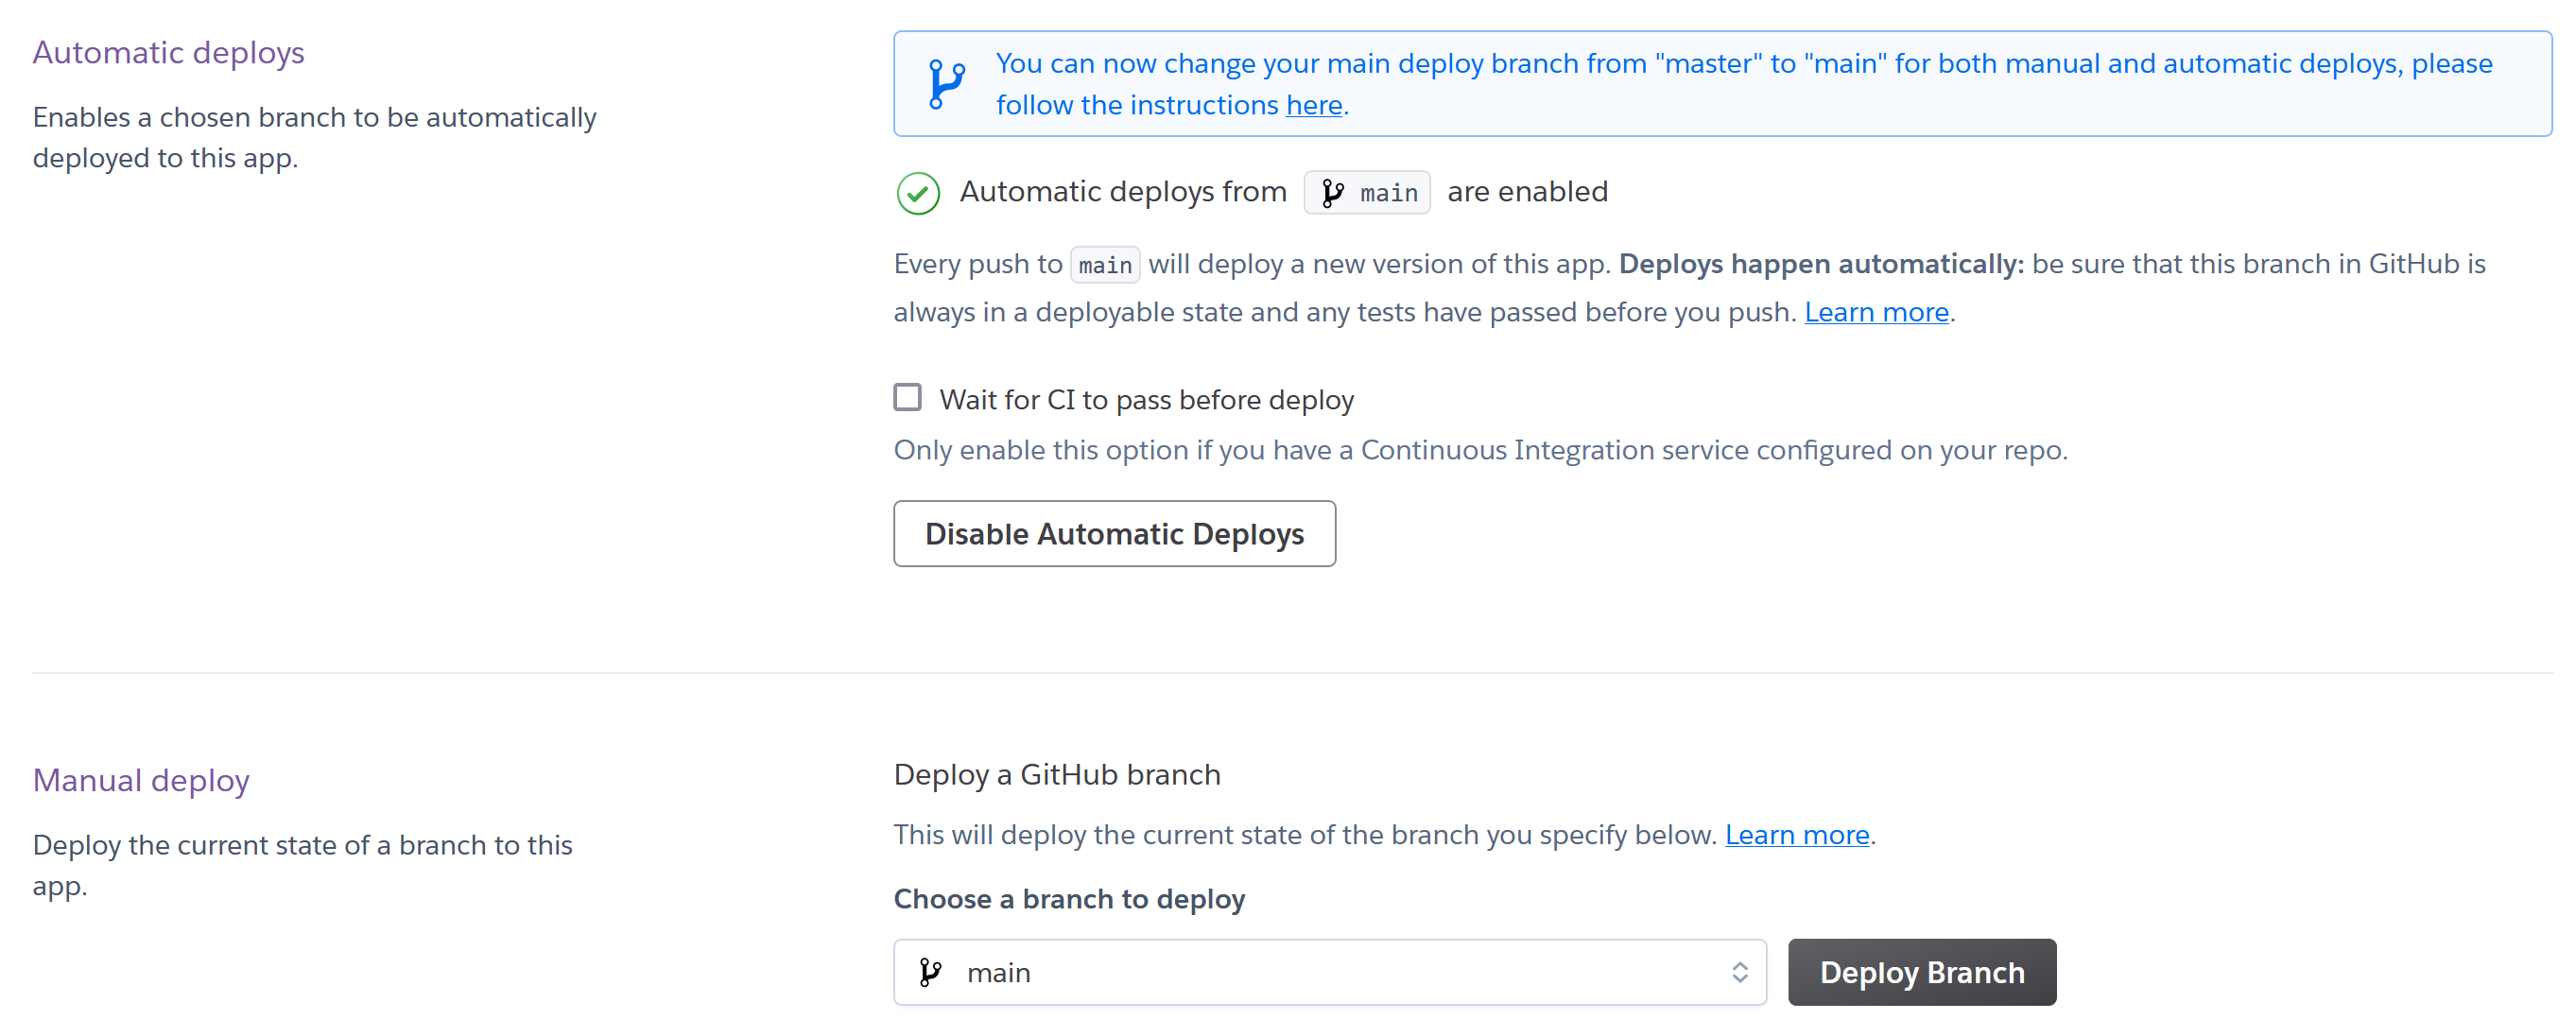 Automatic deploys
Enables a chosen branch to be automatically
deployed to this app.
You can now change your main deploy branch from "master" to "main" for both manual and automatic deploys, please
follow the instructions here.
Automatic deploys from main are enabled
Every push to main will deploy a new version of this app. Deploys happen automatically: be sure that this branch in GitHub is
always in a deployable state and any tests have passed before you push. Learn more.
Wait for CI to pass before deploy
Only enable this option if you have a Continuous Integration service configured on your repo.
Disable Automatic Deploys
Manual deploy
Deploy the current state of a branch to this
app.
Deploy a GitHub branch
This will deploy the current state of the branch you specify below. Learn more.
Choose a branch to deploy
main
Deploy Branch